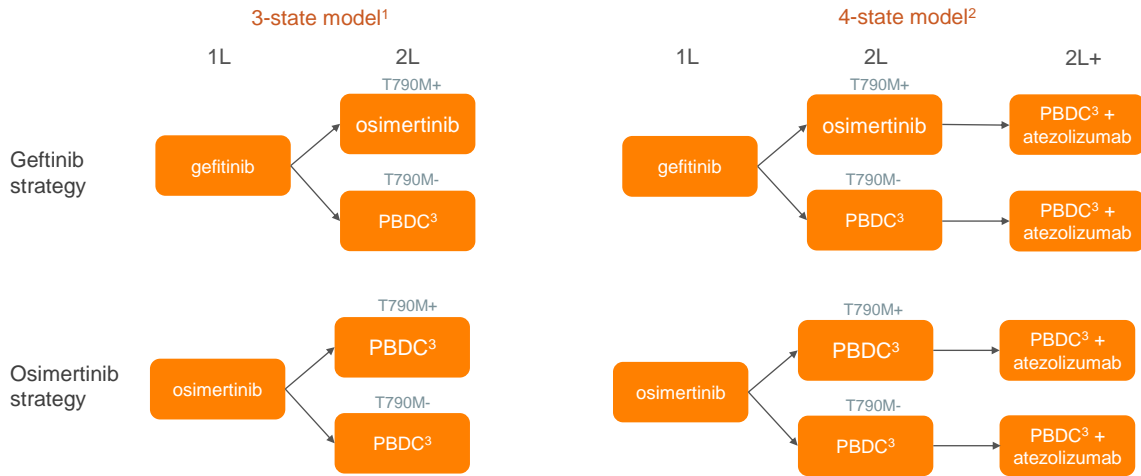 3-state model¹
4-state model²
1L
2L
1L
2L
2L+
T790M+
T790M+
osimertinib
osimertinib
PBDC³ +
atezolizumab
Geftinib
strategy
gefitinib
gefitinib
T790M-
T790M-
PBDC³
PBDC³
PBDC³ +
atezolizumab
T790M+
T790M+
PBDC³
PBDC³
PBDC³ +
atezolizumab
Osimertinib
strategy
osimertinib
osimertinib
T790M-
T790M-
PBDC³
PBDC³
PBDC³ +
atezolizumab